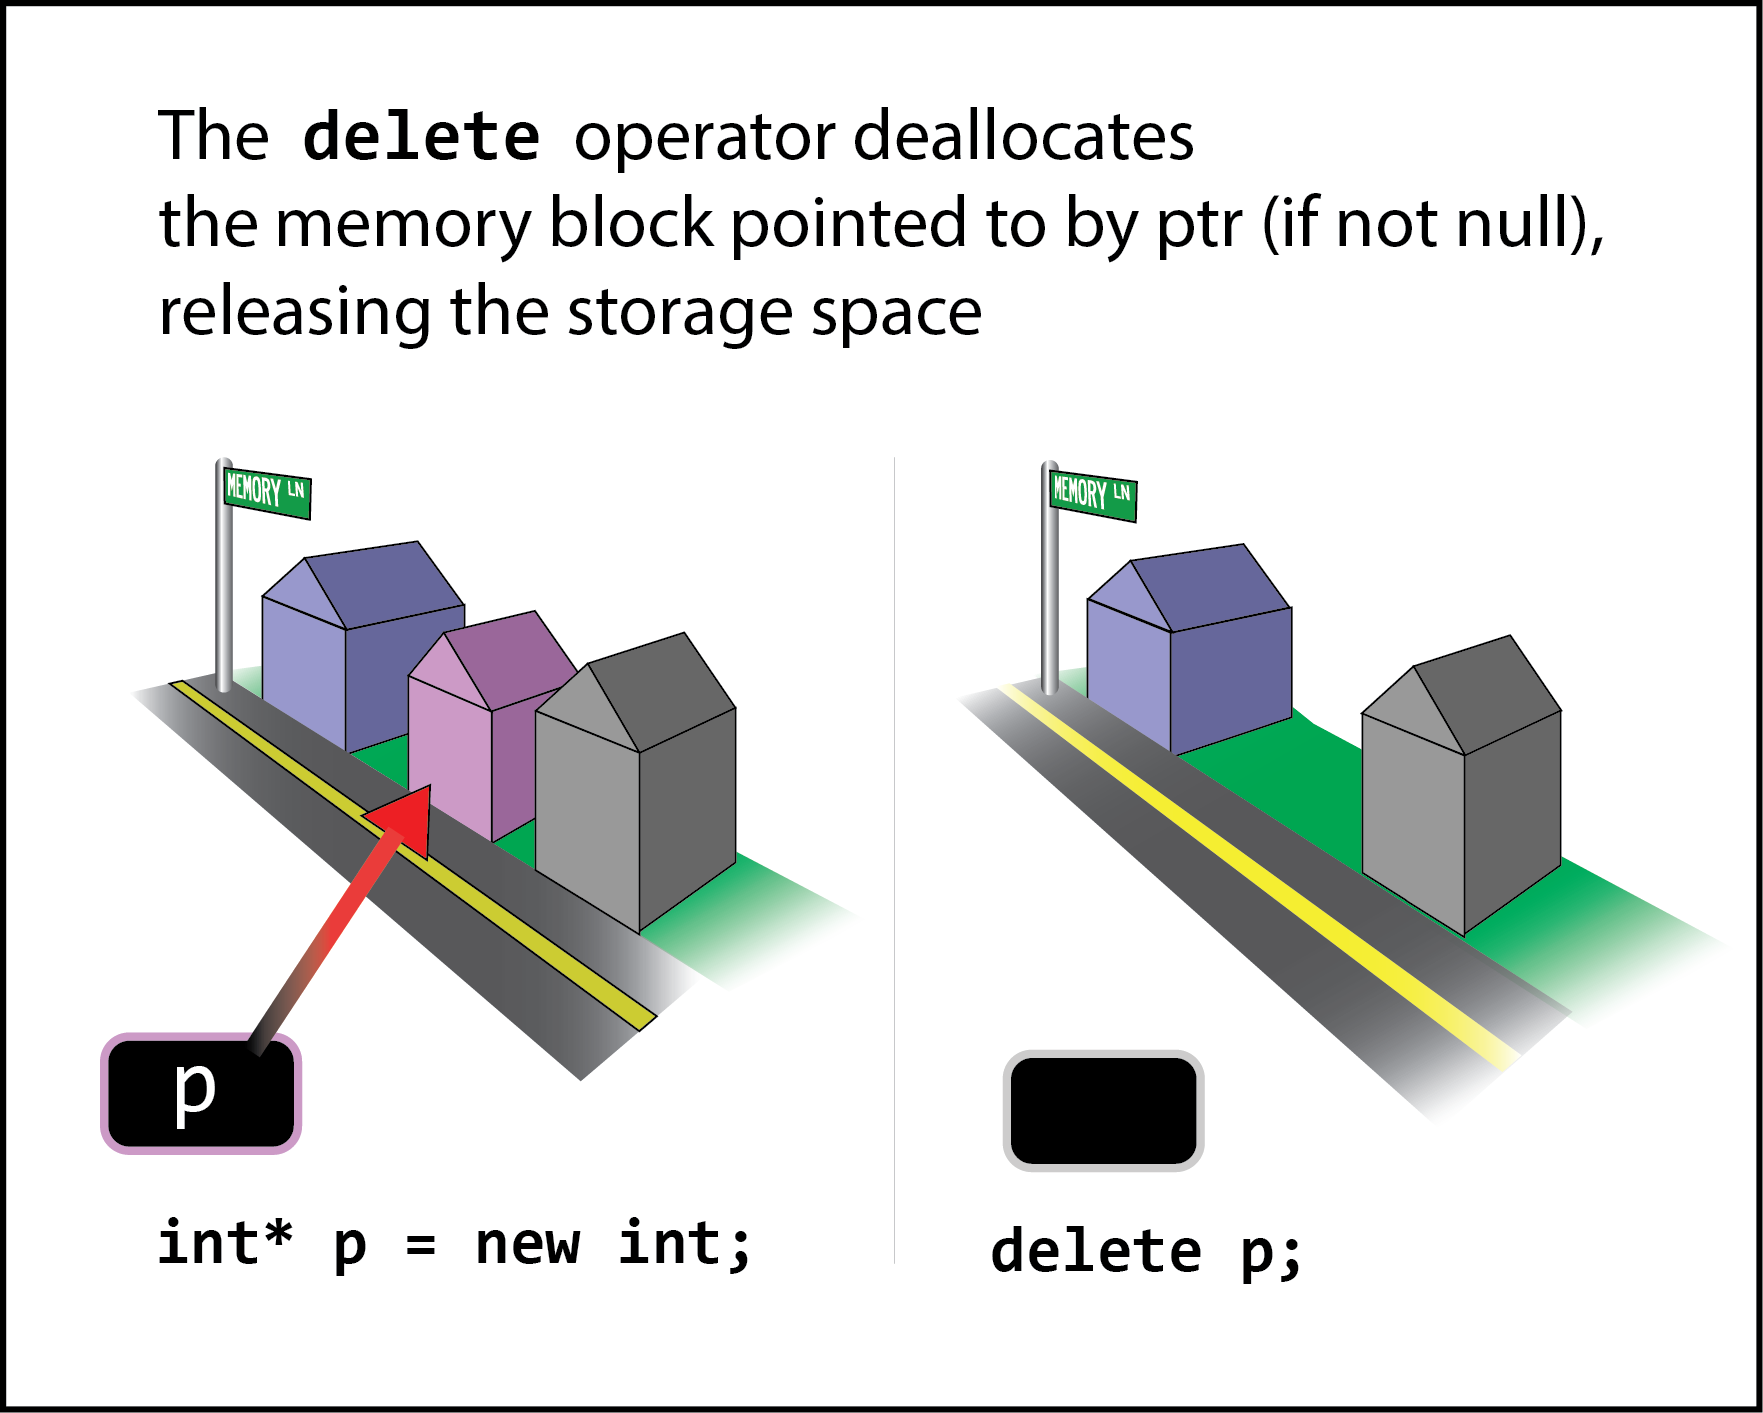 The delete operator deallocates
the memory block pointed to by ptr (if not null),
releasing the storage space
MEMORY LN
MEMORY LN
p
int* p = new int;
delete p;